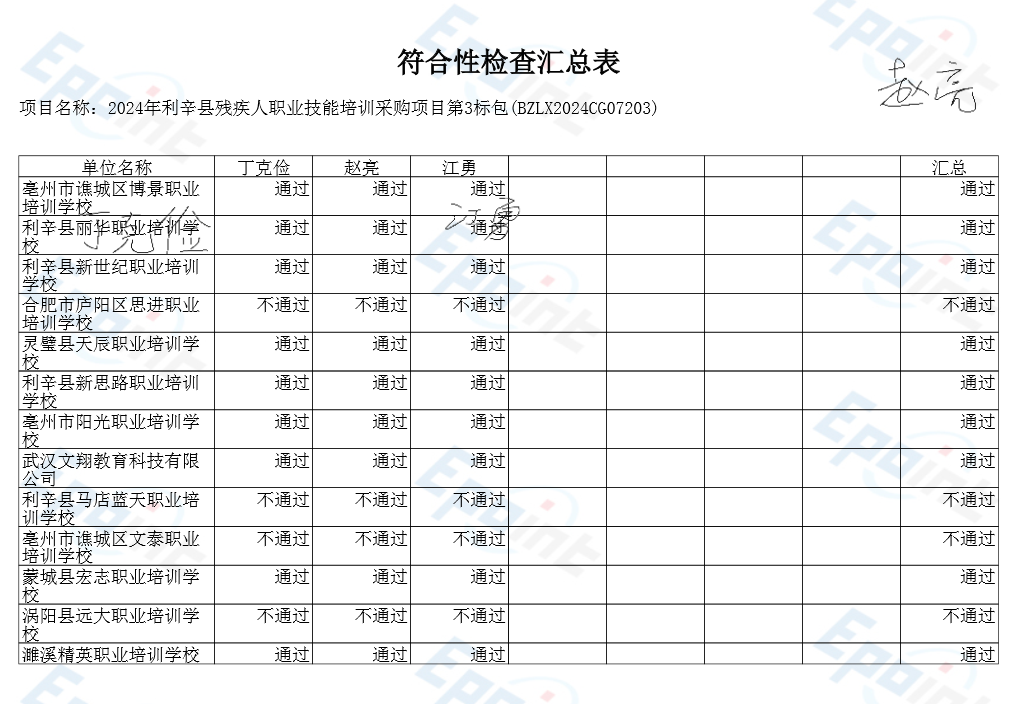 符合性检查汇总表
赵亮
项目名称：2024年利辛县残疾人职业技能培训采购项目第3标包(BZLX2024CG07203)
单位名称 丁克俭 赵亮 江勇 汇总
亳州市谯城区博景职业 通过 通过 通过 通过
培训学校
丁克俭 江勇
利辛县丽华职业培训学 通过 通过 通过 通过
校
利辛县新世纪职业培训 通过 通过 通过 通过
学校
合肥市庐阳区思进职业 不通过 不通过 不通过 不通过
培训学校
灵璧县天辰职业培训学 通过 通过 通过 通过
校
利辛县新思路职业培训 通过 通过 通过 通过
学校
亳州市阳光职业培训学 通过 通过 通过 通过
校
武汉文翔教育科技有限 通过 通过 通过 通过
公司
利辛县马店蓝天职业培 不通过 不通过 不通过 不通过
训学校
亳州市谯城区文泰职业 不通过 不通过 不通过 不通过
培训学校
蒙城县宏志职业培训学 通过 通过 通过 通过
校
涡阳县远大职业培训学 不通过 不通过 不通过 不通过
校
濉溪精英职业培训学校 通过 通过 通过 通过
Epoint
Epoint
Epoint
Epoint
Epoint
Epoint
Epoint
Epoint
Epoint
Epoint
Epoint
Epoint